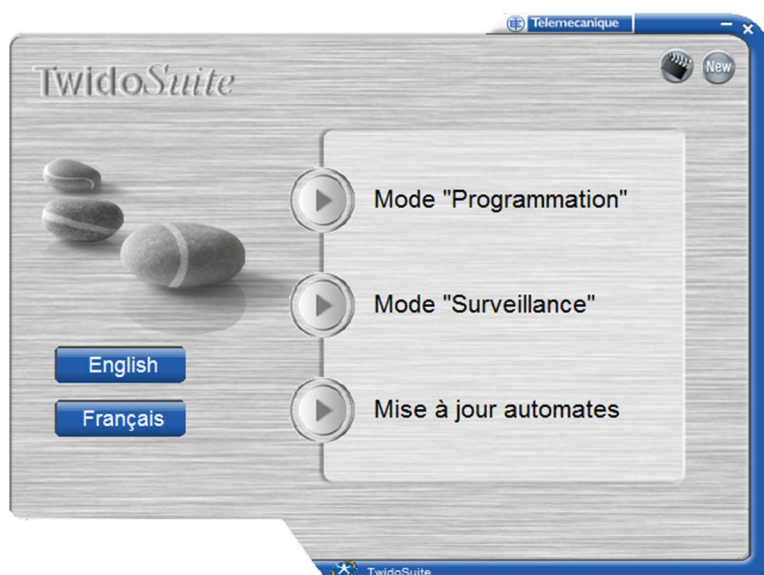 Telemecanique
New
TwidoSuite
Mode "Programmation"
Mode "Surveillance"
English
Français
Mise à jour automates
TwidoSuite